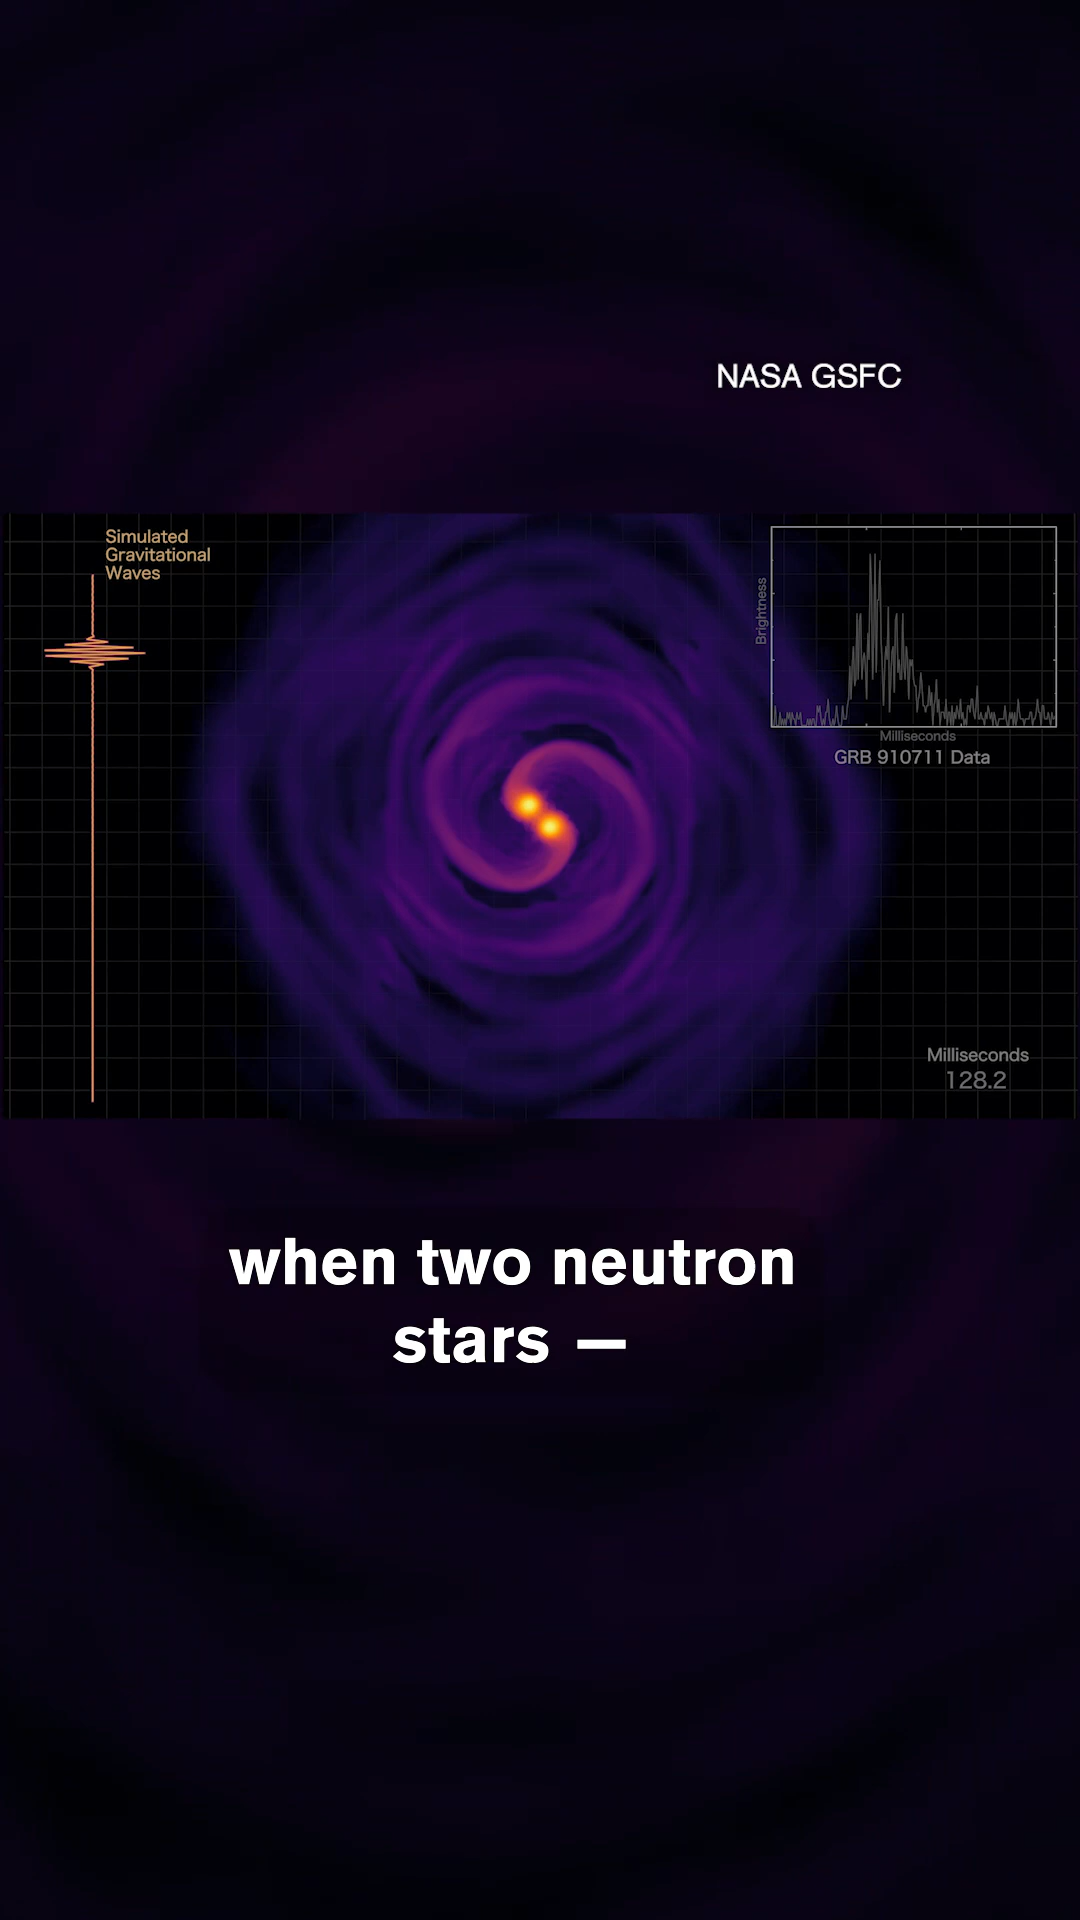 NASA GSFC
Simulated
Gravitational
Waves
Brightness
Milliseconds
GRB 910711 Data
Milliseconds
128.2
when two neutron
stars —